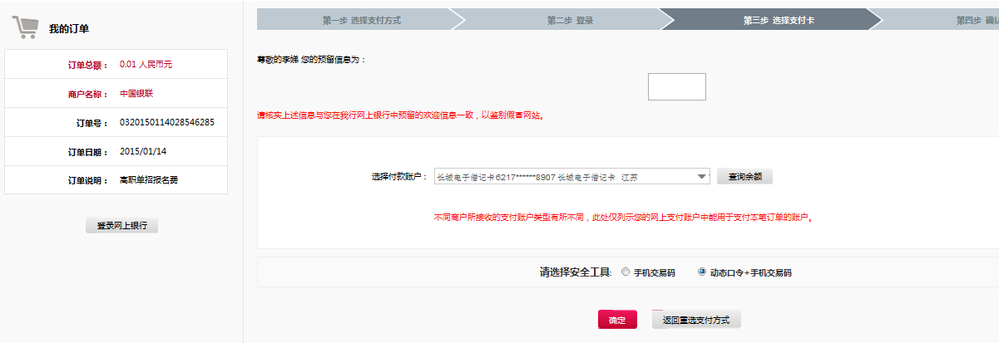 我的订单
订单总额： 0.01 人民币元
商户名称： 中国银联
订单号： 0320150114028546285
订单日期： 2015/01/14
订单说明： 高职单招报名费
登录网上银行
第一步 选择支付方式
第二步 登录
第三步 选择支付卡
第四步 确
尊敬的李娣 您的预留信息为：
请核实上述信息与您在我行网上银行中预留的欢迎信息一致，以鉴别假冒网站。
选择付款账户： 长城电子借记卡6217******8907 长城电子借记卡 江苏 查询余额
不同商户所接收的支付账户类型有所不同，此处仅列示您的网上支付账户中能用于支付本笔订单的账户。
请选择安全工具: 手机交易码 动态口令+手机交易码
确定 返回重选支付方式